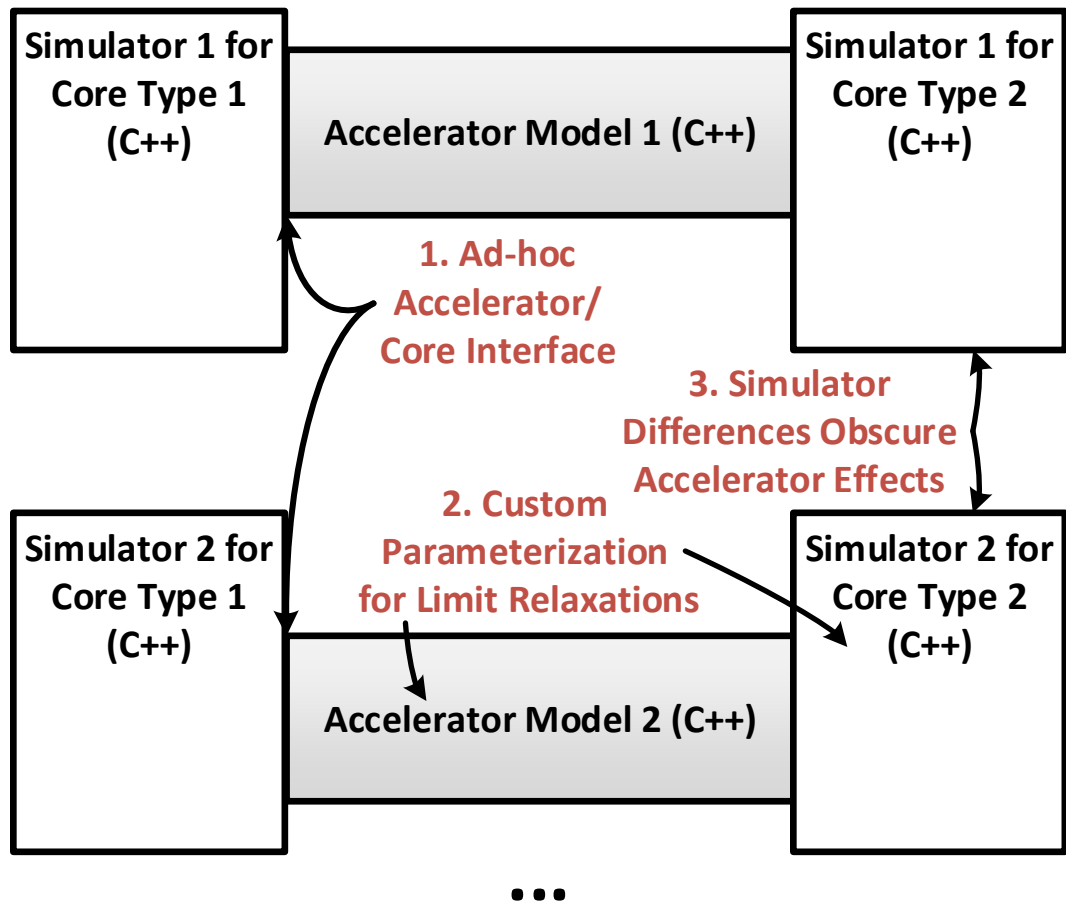 Simulator 1 for
Core Type 1
(C++)
Accelerator Model 1 (C++)
Simulator 1 for
Core Type 2
(C++)
1. Ad-hoc
Accelerator/
Core Interface
3. Simulator
Differences Obscure
Accelerator Effects
2. Custom
Parameterization
for Limit Relaxations
Simulator 2 for
Core Type 1
(C++)
Accelerator Model 2 (C++)
Simulator 2 for
Core Type 2
(C++)
...